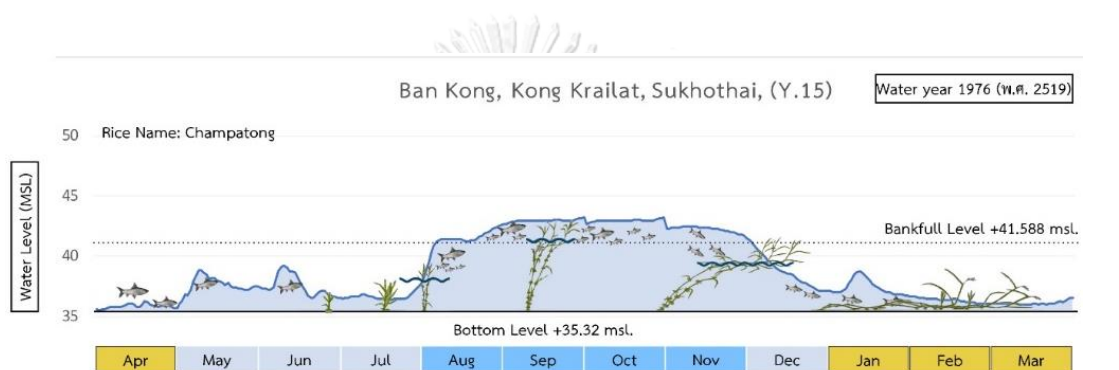 Ban Kong, Kong Krailat, Sukhothai, (Y.15)
Water year 1976 (พ.ศ. 2519)
50
Rice Name: Champatong
Water Level (MSL)
45
Bankfull Level +41.588 msl.
40
35
Bottom Level +35.32 msl.
Apr May Jun Jul Aug Sep Oct Nov Dec Jan Feb Mar